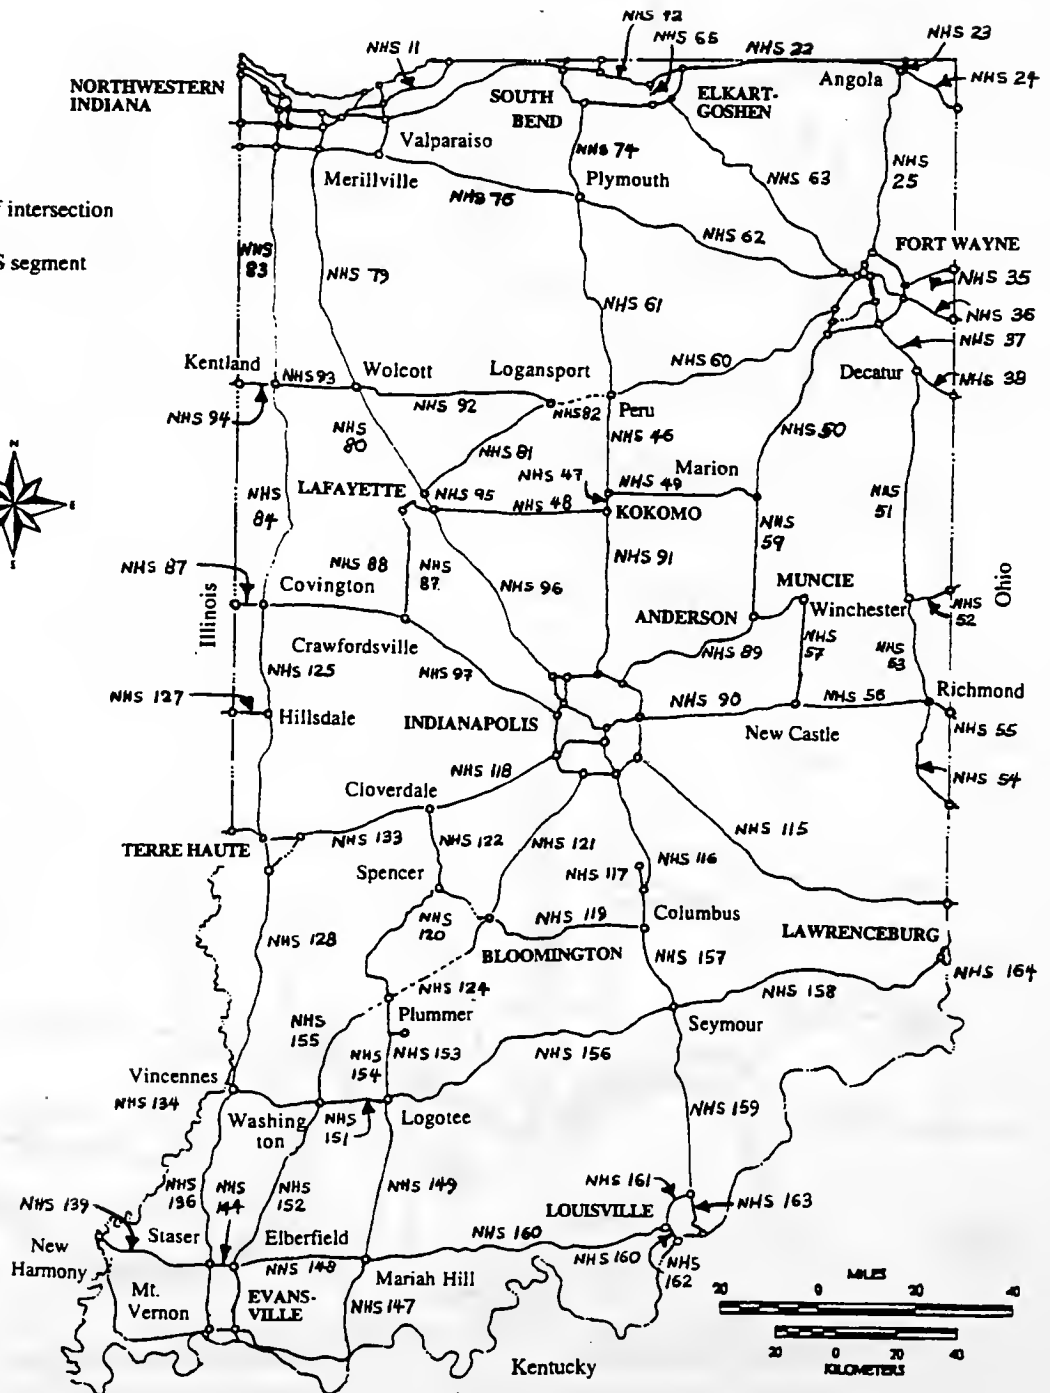 NHS 11
NHS 72
NHS 65
NHS 22
NHS 23
NHS 24
NORTHWESTERN
INDIANA
SOUTH
BEND
ELKART-
GOSHEN
Angola
Valparaiso
NHS 74
NHS 63
NHS
25
Merrillville
NHS 75
Plymouth
intersection
NHS 62
FORT WAYNE
S segment
NHS
83
NHS 79
NHS 35
NHS 36
NHS 61
NHS 37
Kentland
NHS 93
Wolcott
Logansport
NHS 60
Decatur
NHS 38
NHS 94
NHS 92
NHS 82
Peru
NHS
80
NHS 81
NHS 46
NHS 50
N
E
S
LAFAYETTE
NHS 95
NHS 47
NHS 49
Marion
NHS 48
KOKOMO
NHS
84
NHS
51
NHS
59
NHS 87
NHS 88
NHS
87
NHS 96
NHS 91
Covington
MUNCIE
Illinois
Ohio
ANDERSON
Winchester
NHS
52
Crawfordsville
NHS 97
NHS 89
NHS
57
NHS
53
NHS 125
NHS 127
Hillsdale
INDIANAPOLIS
NHS 90
NHS 56
Richmond
New Castle
NHS 55
NHS 118
NHS 54
Cloverdale
TERRE HAUTE
NHS 133
NHS 122
NHS 121
NHS 115
NHS 116
Spencer
NHS 117
NHS
120
NHS 119
Columbus
LAWRENCEBURG
NHS 128
BLOOMINGTON
NHS 157
NHS 164
NHS 124
NHS 158
Plummer
Seymour
NHS
155
NHS 153
NHS
154
NHS 156
Vincennes
NHS 134
Washing
ton
NHS
151
Logotee
NHS 159
NHS
136
NHS
144
NHS
152
NHS 149
NHS 161
NHS 163
NHS 139
LOUISVILLE
New
Harmony
Staser
Elberfield
NHS 160
NHS 160
NHS
162
NHS 148
Mariah Hill
Mt.
Vernon
EVANS-
VILLE
NHS 147
MILES
20 0 20 40
20 0 20 40
KILOMETERS
Kentucky